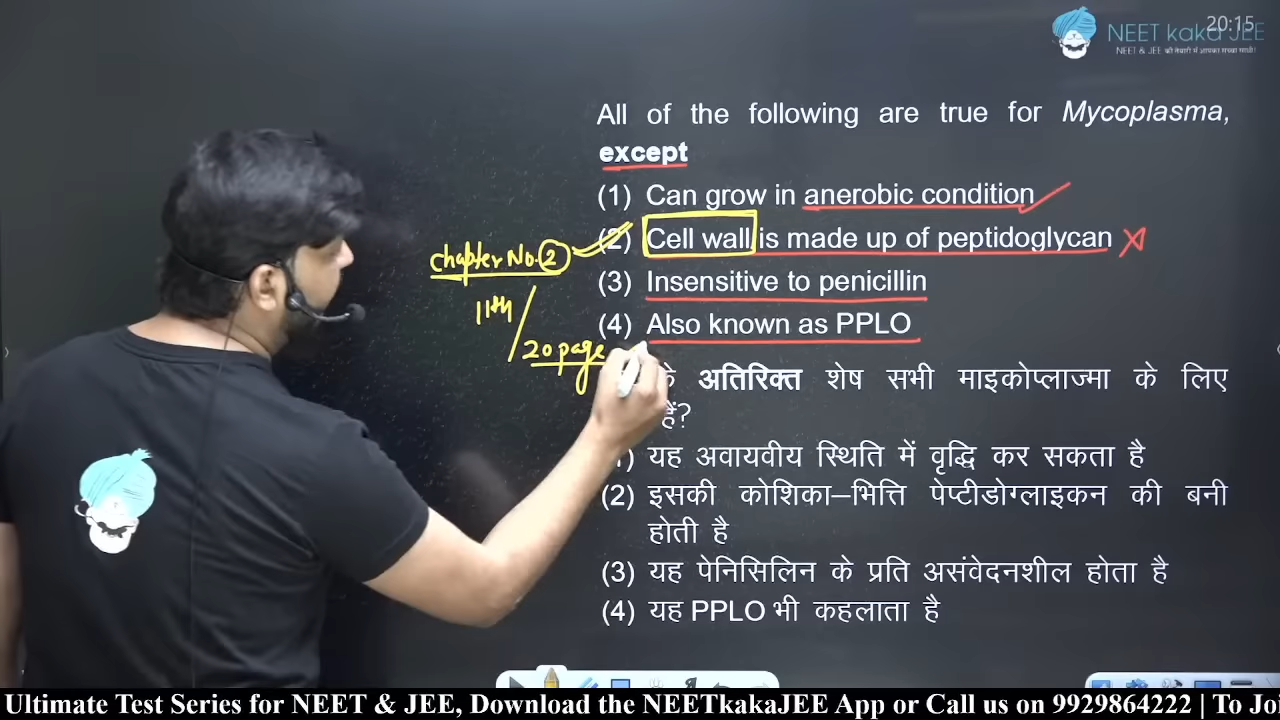 20:15
NEET kaka JEE
NEET & JEE की तैयारी में आपका सच्चा साथी!
All of the following are true for Mycoplasma,
except
(1) Can grow in anerobic condition
(2) Cell wall is made up of peptidoglycan
(3) Insensitive to penicillin
(4) Also known as PPLO
chapter No. 2
11th
20 page
अतिरिक्त शेष सभी माइकोप्लाज्मा के लिए
हैं?
यह अवायवीय स्थिति में वृद्धि कर सकता है
(2) इसकी कोशिका–भित्ति पेप्टीडोग्लाइकन की बनी
होती है
(3) यह पेनिसिलिन के प्रति असंवेदनशील होता है
(4) यह PPLO भी कहलाता है
Ultimate Test Series for NEET & JEE, Download the NEETkakaJEE App or Call us on 9929864222 | To Joi